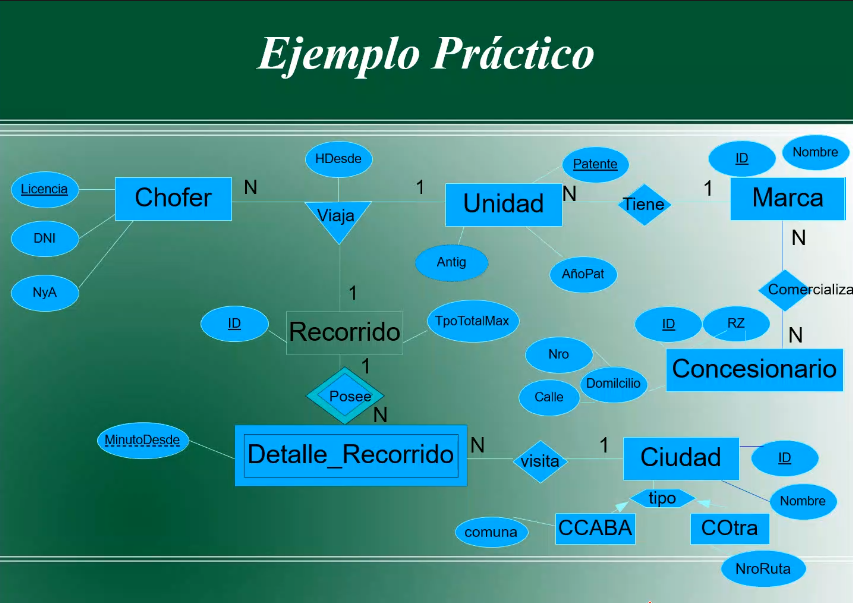 Ejemplo Práctico
HDesde
Licencia
Chofer
N
Viaja
1
Unidad
Patente
N
Tiene
1
ID
Nombre
Marca
DNI
NyA
Antig
AñoPat
N
Comercializa
1
ID
Recorrido
TpoTotalMax
ID
RZ
N
Concesionario
Nro
Calle
Domilcilio
1
Posee
N
MinutoDesde
Detalle_Recorrido
N
visita
1
Ciudad
ID
Nombre
tipo
comuna
CCABA
COtra
NroRuta